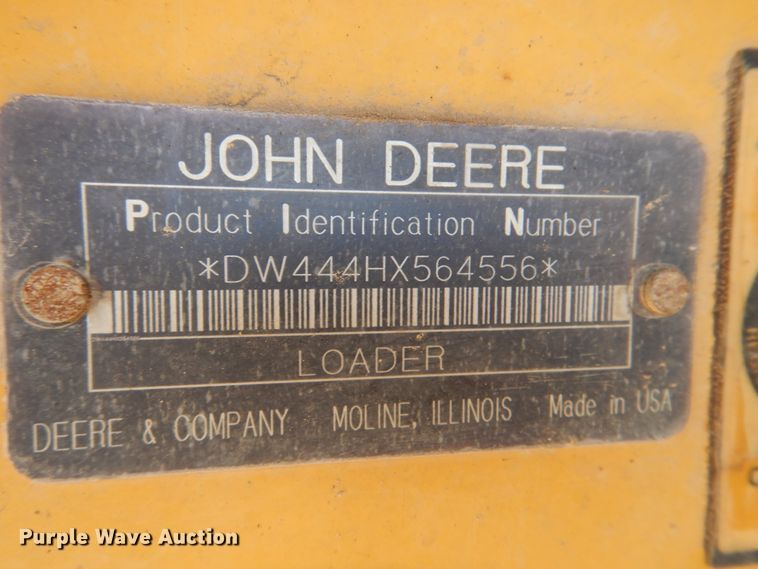 JOHN DEERE
Product Identification Number
*DW444HX564556*
LOADER
DEERE & COMPANY MOLINE, ILLINOIS Made in USA
Purple Wave Auction